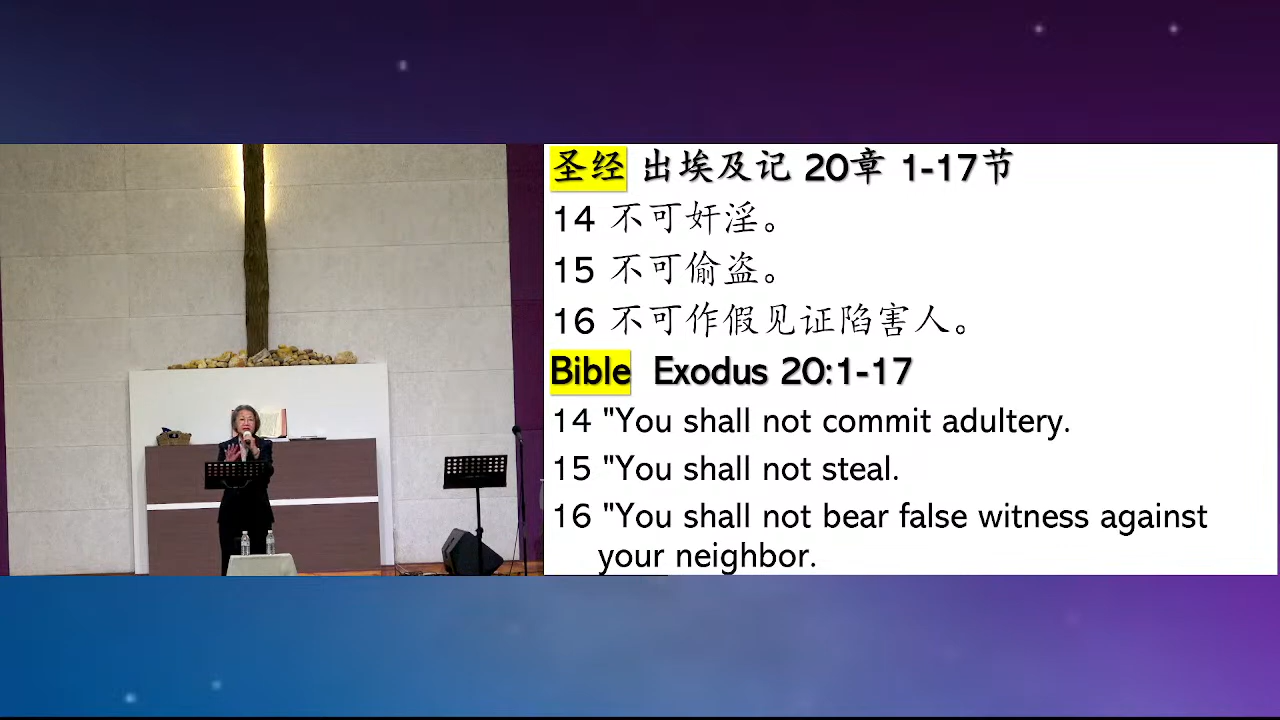 圣经 出埃及记 20章 1-17节
14 不可奸淫。
15 不可偷盗。
16 不可作假见证陷害人。
Bible Exodus 20:1-17
14 "You shall not commit adultery.
15 "You shall not steal.
16 "You shall not bear false witness against
your neighbor.